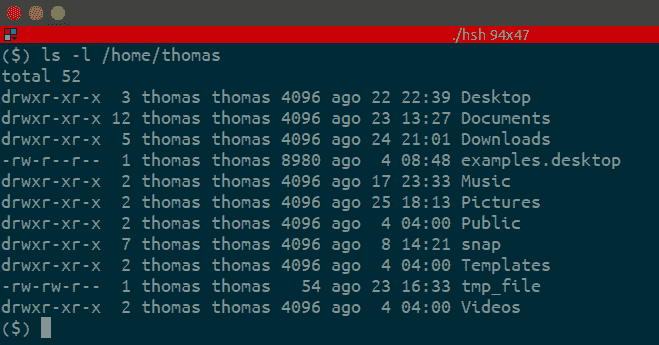 ./hsh 94x47
($) ls -l /home/thomas
total 52
drwxr-xr-x  3 thomas thomas 4096 ago 22 22:39 Desktop
drwxr-xr-x 12 thomas thomas 4096 ago 23 13:27 Documents
drwxr-xr-x  5 thomas thomas 4096 ago 24 21:01 Downloads
-rw-r--r--  1 thomas thomas 8980 ago  4 08:48 examples.desktop
drwxr-xr-x  2 thomas thomas 4096 ago 17 23:33 Music
drwxr-xr-x  2 thomas thomas 4096 ago 25 18:13 Pictures
drwxr-xr-x  2 thomas thomas 4096 ago  4 04:00 Public
drwxr-xr-x  7 thomas thomas 4096 ago  8 14:21 snap
drwxr-xr-x  2 thomas thomas 4096 ago  4 04:00 Templates
-rw-rw-r--  1 thomas thomas   54 ago 23 16:33 tmp_file
drwxr-xr-x  2 thomas thomas 4096 ago  4 04:00 Videos
($)